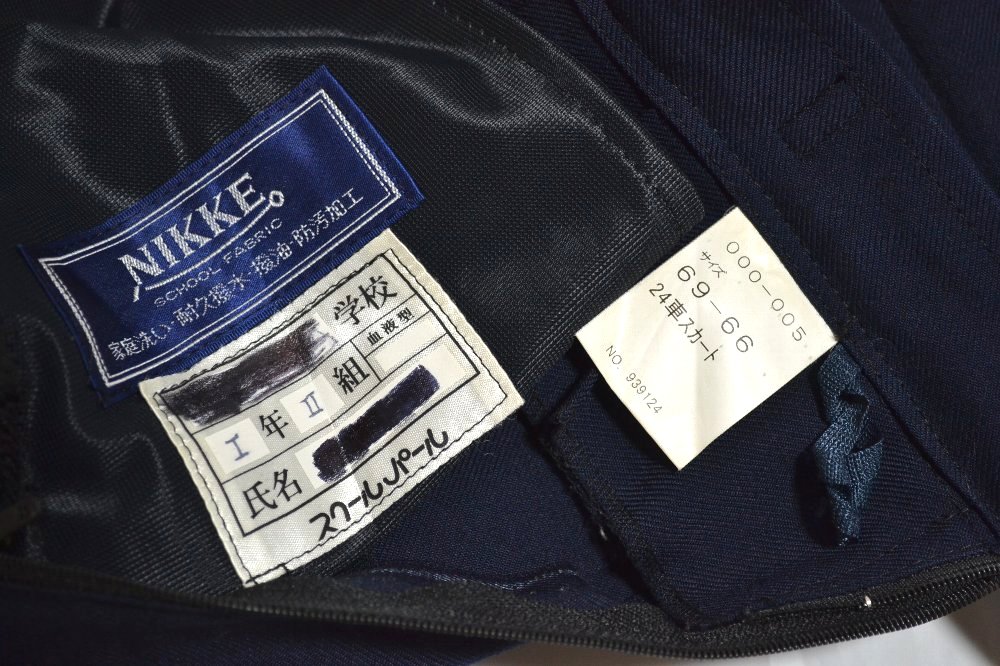 NIKKE
SCHOOL FABRIC
家庭洗い・耐久撥水・撥油・防汚加工
学校
I 年 II 組 血液型
氏名
スクールパール
000-005
サイズ
69-66
24車スカート
NO. 939124